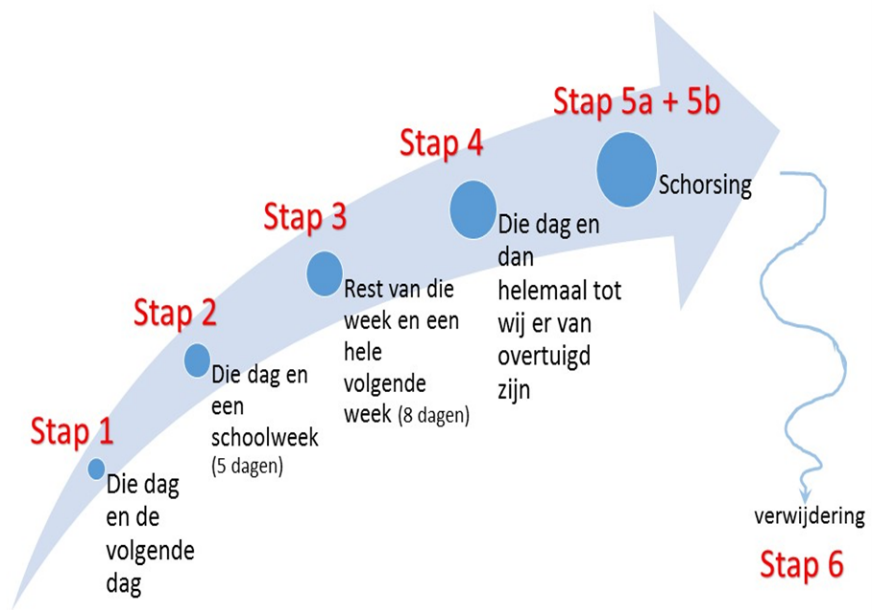 Stap 1
Die dag
en de
volgende
dag
Stap 2
Die dag en
een
schoolweek
(5 dagen)
Stap 3
Rest van die
week en een
hele
volgende
week (8 dagen)
Stap 4
Die dag en
dan
helemaal tot
wij er van
overtuigd
zijn
Stap 5a + 5b
Schorsing
verwijdering
Stap 6